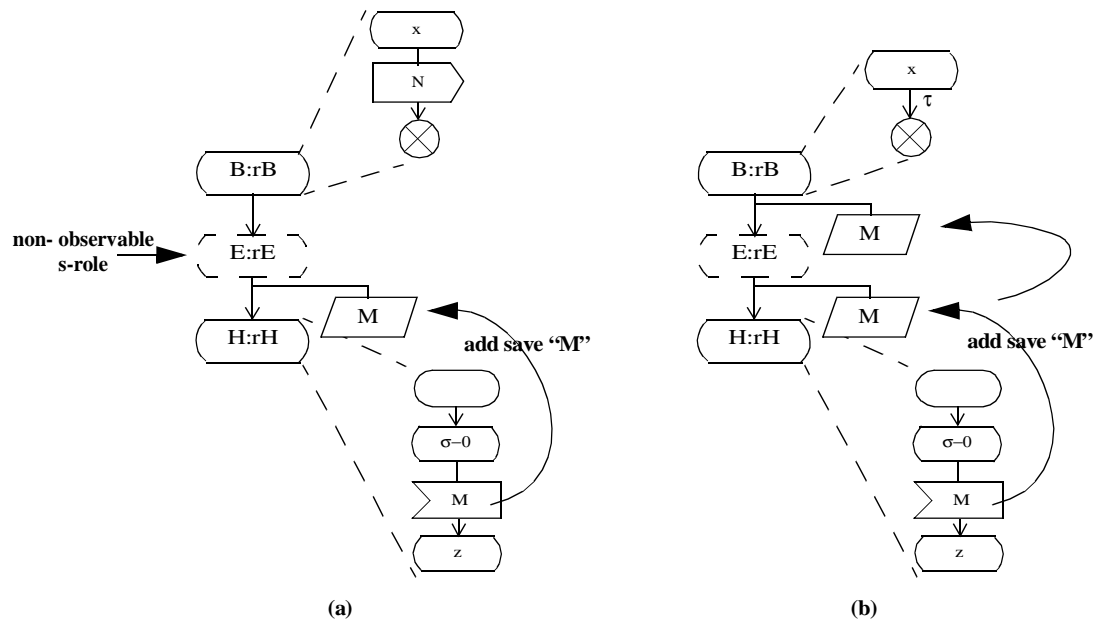 x
N
B:rB
non- observable
s-role
E:rE
M
H:rH
add save “M”
σ–0
M
z
(a)
x
τ
B:rB
M
E:rE
M
H:rH
add save “M”
σ–0
M
z
(b)